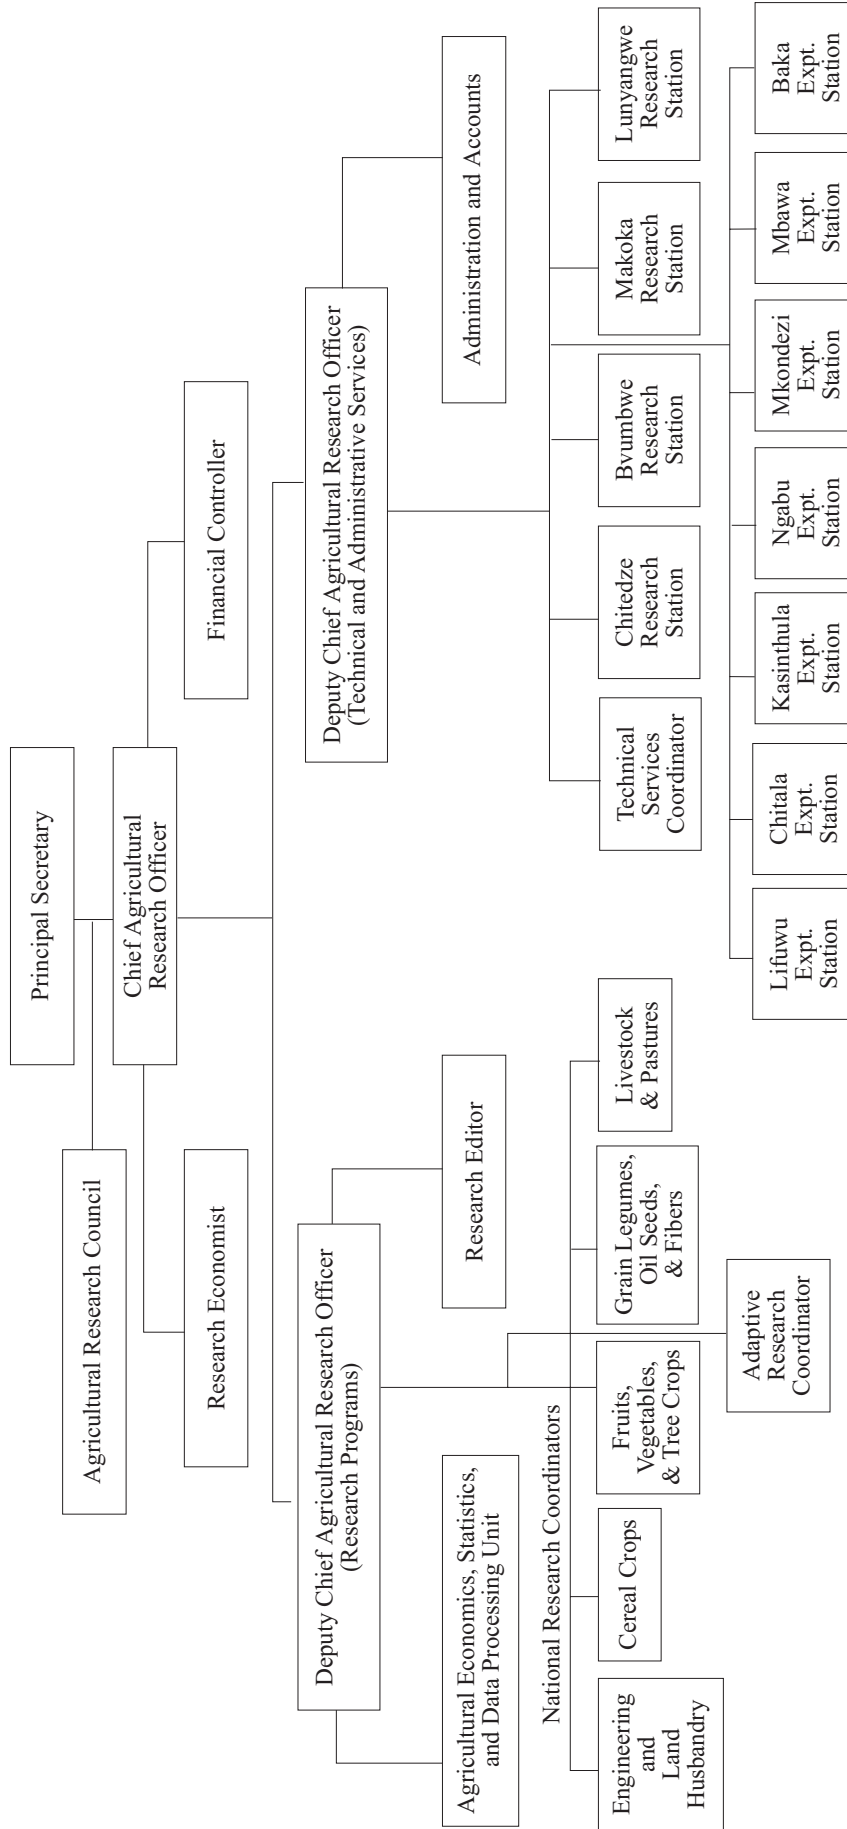 Principal Secretary
Agricultural Research Council
Chief Agricultural
Research Officer
Research Economist
Financial Controller
Deputy Chief Agricultural Research Officer
(Research Programs)
Deputy Chief Agricultural Research Officer
(Technical and Administrative Services)
Agricultural Economics, Statistics,
and Data Processing Unit
Research Editor
Administration and Accounts
National Research Coordinators
Engineering
and
Land
Husbandry
Cereal Crops
Fruits,
Vegetables,
& Tree Crops
Grain Legumes,
Oil Seeds,
& Fibers
Livestock
& Pastures
Technical
Services
Coordinator
Chitedze
Research
Station
Bvumbwe
Research
Station
Makoka
Research
Station
Lunyangwe
Research
Station
Adaptive
Research
Coordinator
Lifuwu
Expt.
Station
Chitala
Expt.
Station
Kasinthula
Expt.
Station
Ngabu
Expt.
Station
Mkondezi
Expt.
Station
Mbawa
Expt.
Station
Baka
Expt.
Station